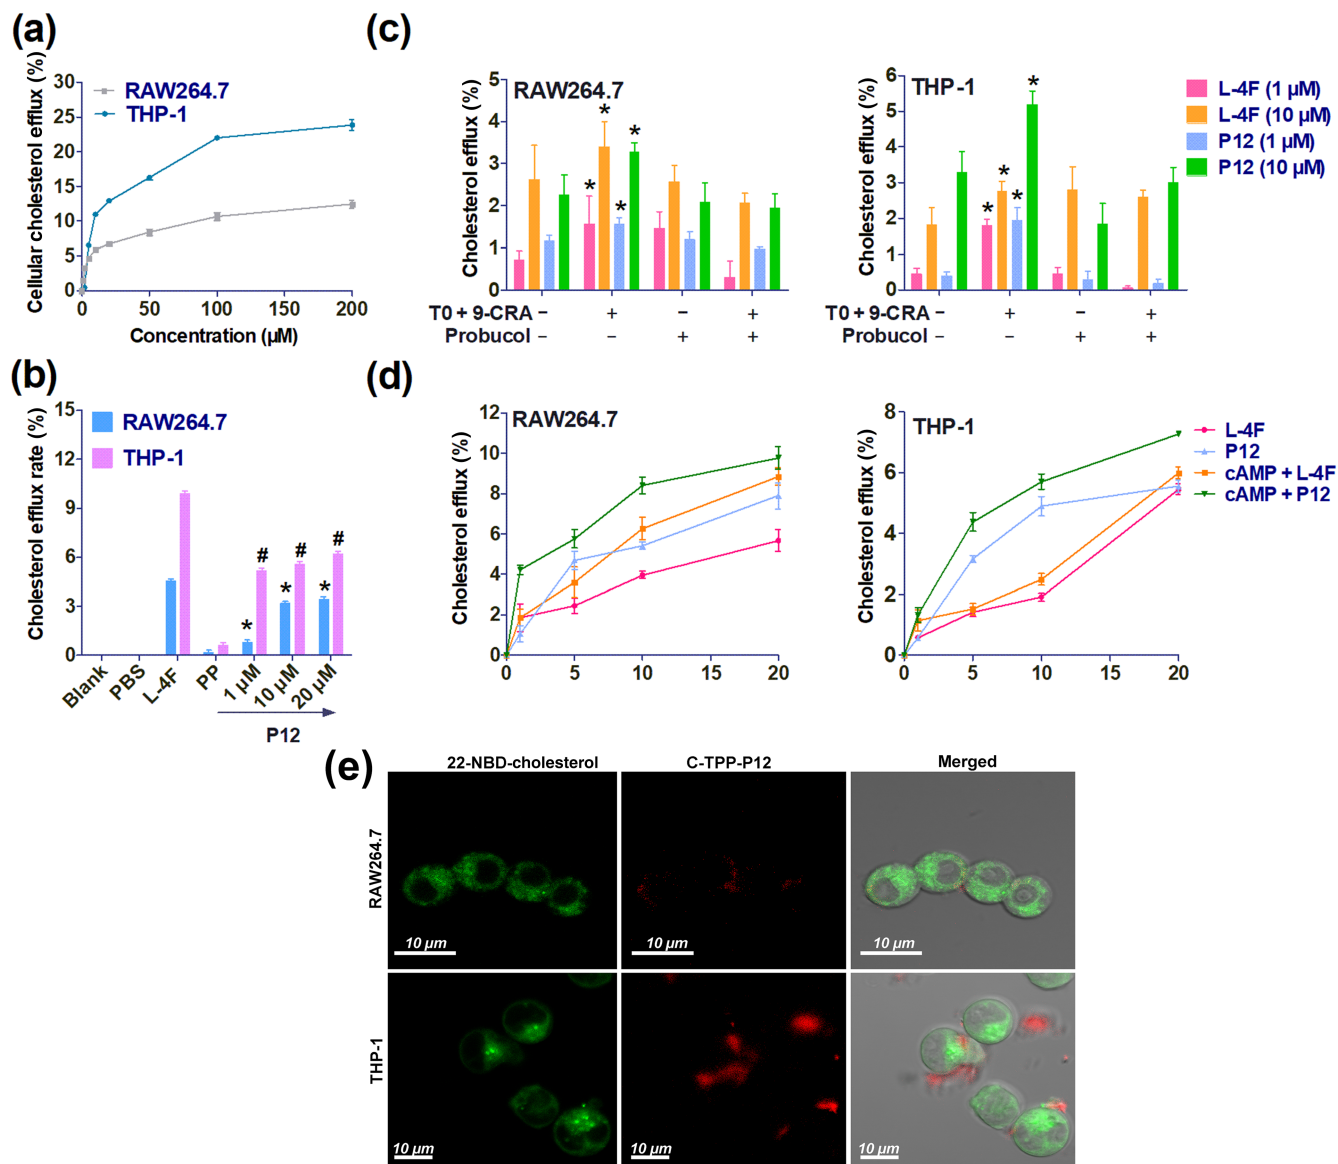 (a)
Cellular cholesterol efflux (%)
30
25
20
15
10
5
0
RAW264.7
THP-1
0 50 100 150 200
Concentration (µM)
(c)
Cholesterol efflux (%)
5
4
3
2
1
0
RAW264.7
* * * *
T0 + 9-CRA − + − +
Probucol − − + +
Cholesterol efflux (%)
6
5
4
3
2
1
0
THP-1
* * * *
− + − +
− − + +
L-4F (1 µM)
L-4F (10 µM)
P12 (1 µM)
P12 (10 µM)
(b)
Cholesterol efflux rate (%)
15
12
9
6
3
0
RAW264.7
THP-1
* # * # * #
Blank PBS L-4F PP 1 µM 10 µM 20 µM
P12
(d)
Cholesterol efflux (%)
12
10
8
6
4
2
0
RAW264.7
0 5 10 15 20
Cholesterol efflux (%)
8
6
4
2
0
THP-1
0 5 10 15 20
L-4F
P12
cAMP + L-4F
cAMP + P12
(e)
22-NBD-cholesterol C-TPP-P12 Merged
RAW264.7
10 µm 10 µm 10 µm
THP-1
10 µm 10 µm 10 µm